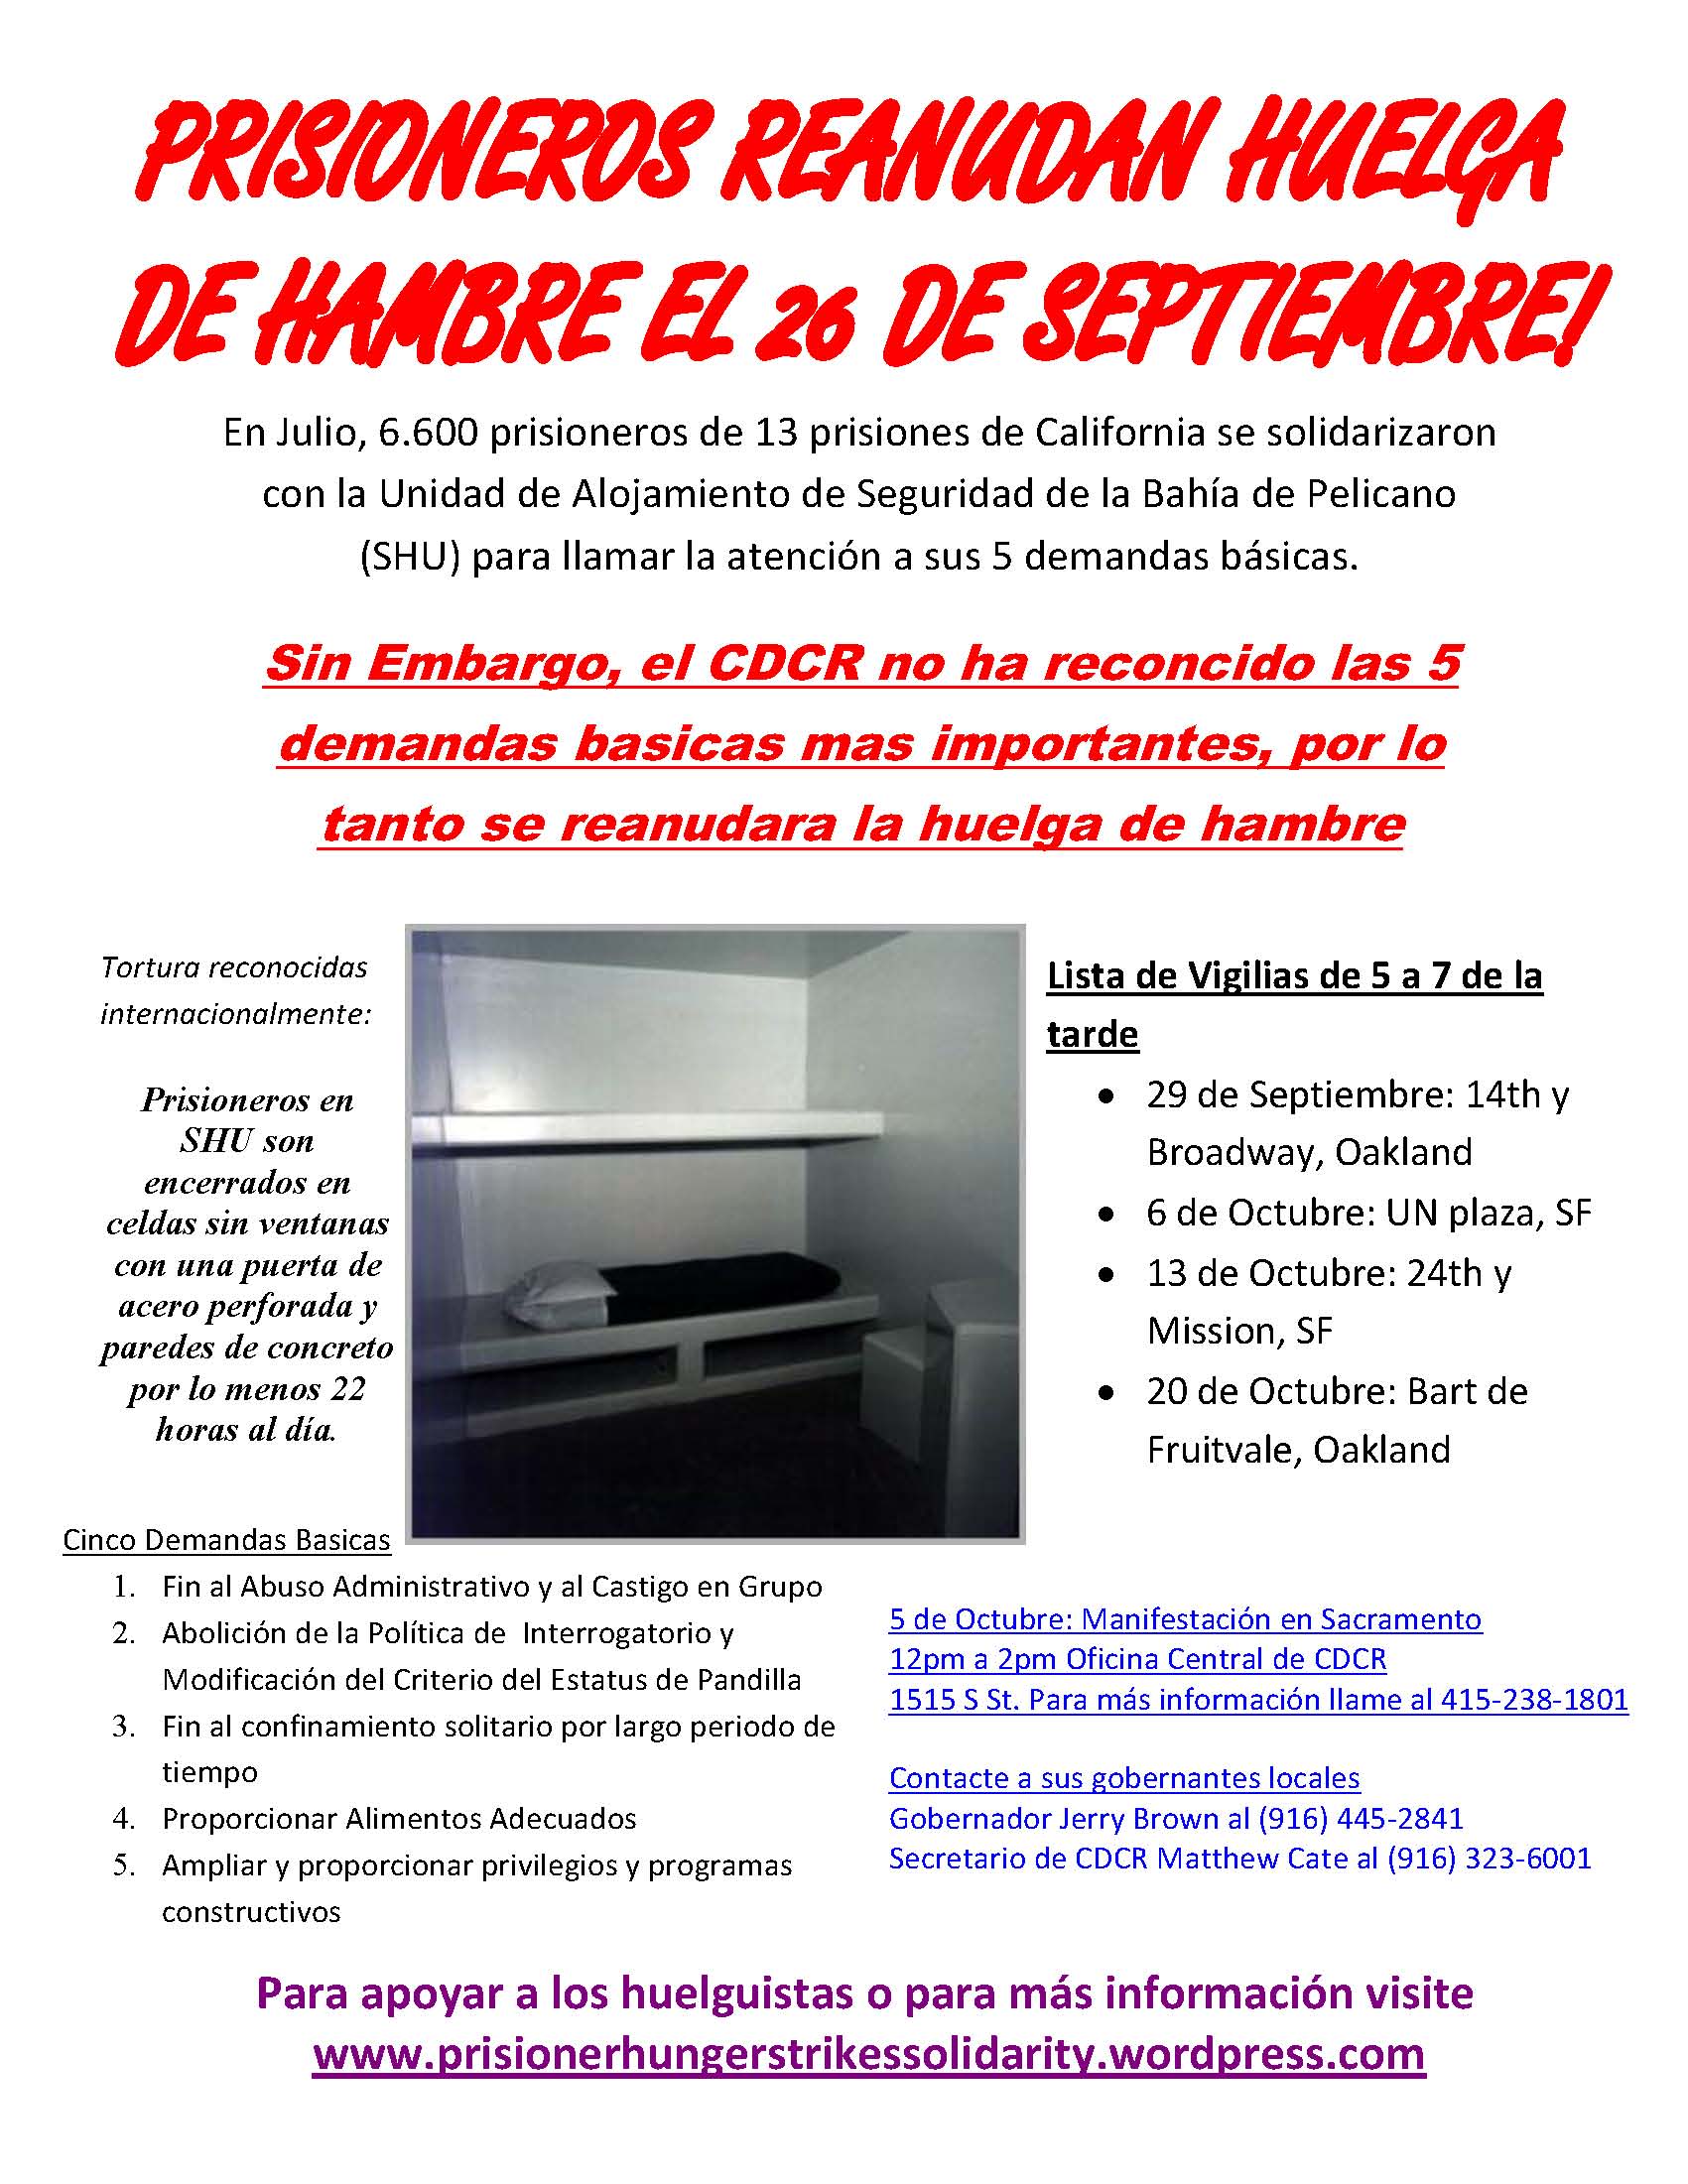 PRISIONEROS REANUDAN HUELGA
DE HAMBRE EL 26 DE SEPTIEMBRE!
En Julio, 6.600 prisioneros de 13 prisiones de California se solidarizaron
con la Unidad de Alojamiento de Seguridad de la Bahía de Pelicano
(SHU) para llamar la atención a sus 5 demandas básicas.
Sin Embargo, el CDCR no ha reconcido las 5
demandas basicas mas importantes, por lo
tanto se reanudara la huelga de hambre
Tortura reconocidas
internacionalmente:
Prisioneros en
SHU son
encerrados en
celdas sin ventanas
con una puerta de
acero perforada y
paredes de concreto
por lo menos 22
horas al día.
Lista de Vigilias de 5 a 7 de la
tarde
• 29 de Septiembre: 14th y
Broadway, Oakland
• 6 de Octubre: UN plaza, SF
• 13 de Octubre: 24th y
Mission, SF
• 20 de Octubre: Bart de
Fruitvale, Oakland
Cinco Demandas Basicas
1. Fin al Abuso Administrativo y al Castigo en Grupo
2. Abolición de la Política de  Interrogatorio y
Modificación del Criterio del Estatus de Pandilla
3. Fin al confinamiento solitario por largo periodo de
tiempo
4. Proporcionar Alimentos Adecuados
5. Ampliar y proporcionar privilegios y programas
constructivos
5 de Octubre: Manifestación en Sacramento
12pm a 2pm Oficina Central de CDCR
1515 S St. Para más información llame al 415-238-1801
Contacte a sus gobernantes locales
Gobernador Jerry Brown al (916) 445-2841
Secretario de CDCR Matthew Cate al (916) 323-6001
Para apoyar a los huelguistas o para más información visite
www.prisionerhungerstrikessolidarity.wordpress.com